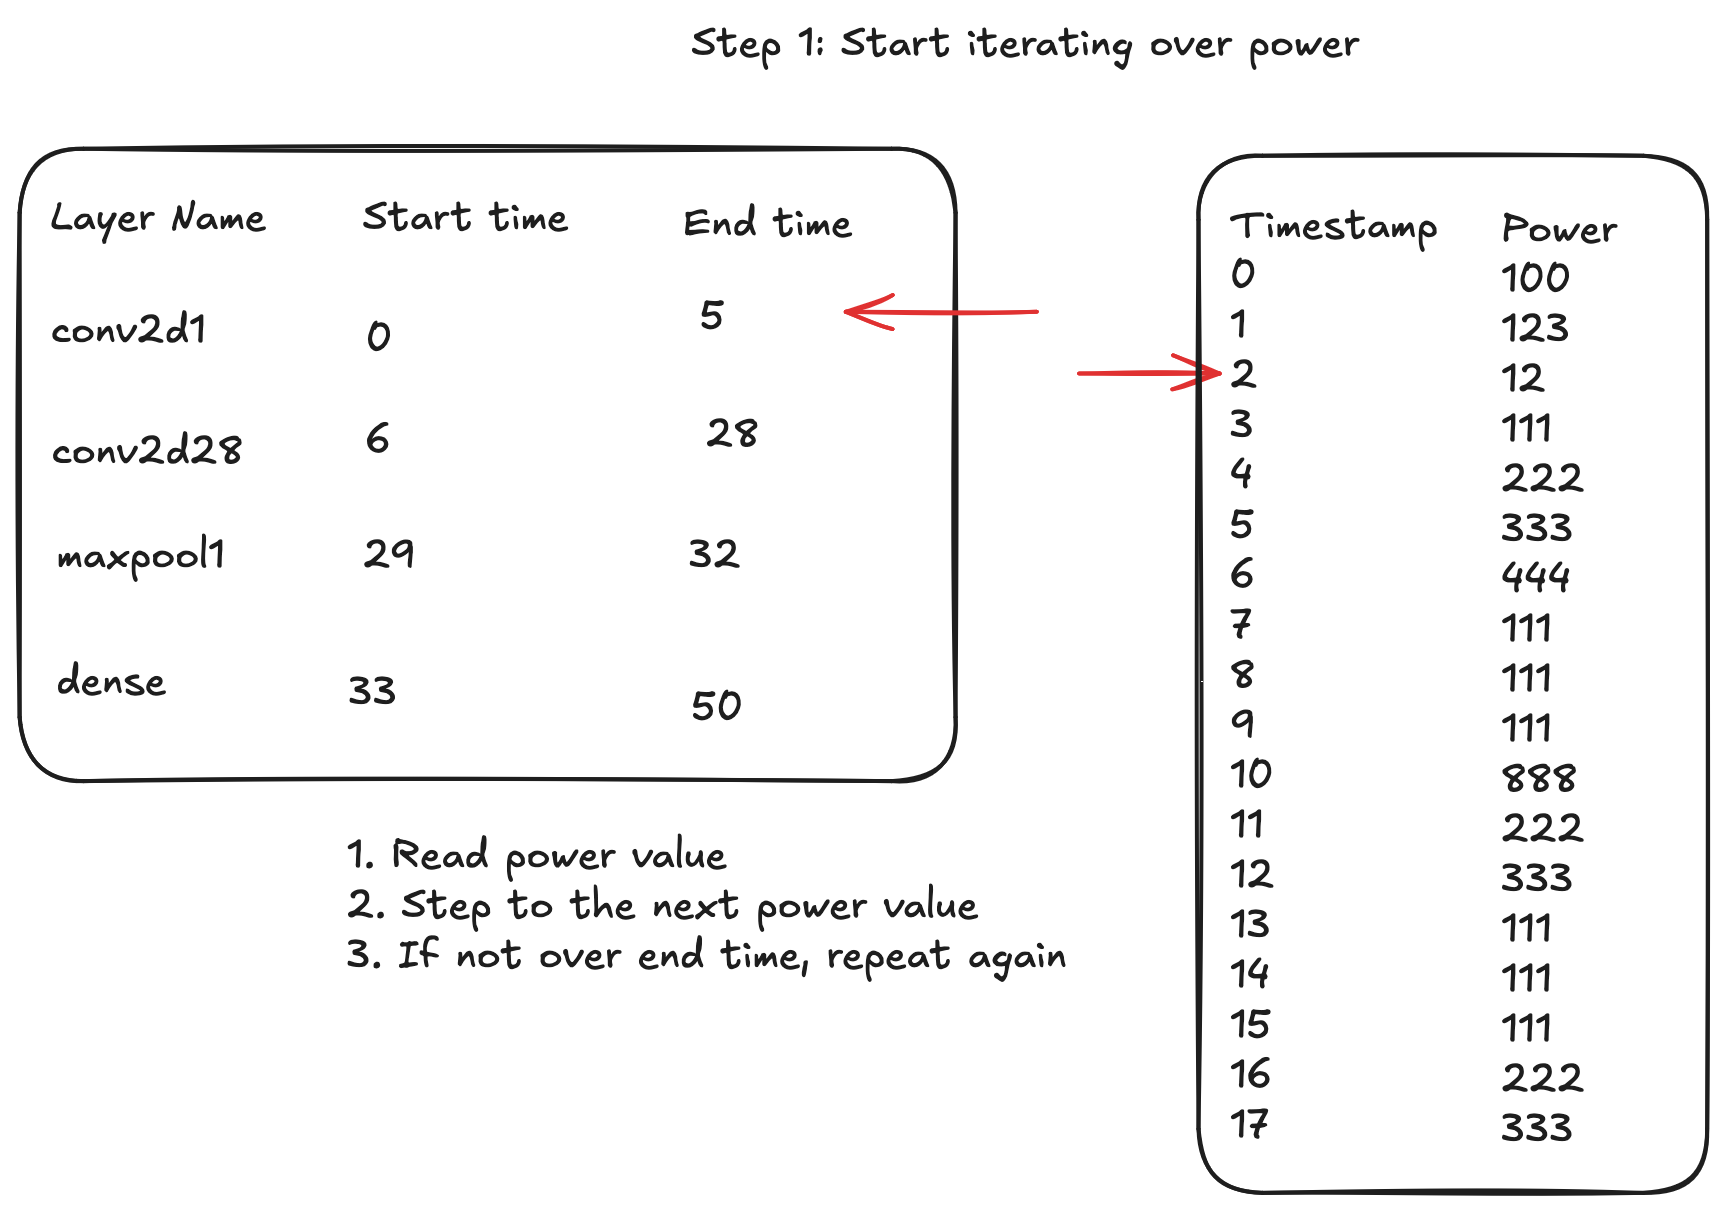 Step 1: Start iterating over power
Layer Name Start time End time
conv2d1 0 5
conv2d28 6 28
maxpool1 29 32
dense 33 50
1. Read power value
2. Step to the next power value
3. If not over end time, repeat again
Timestamp Power
0 100
1 123
2 12
3 111
4 222
5 333
6 444
7 111
8 111
9 111
10 888
11 222
12 333
13 111
14 111
15 111
16 222
17 333